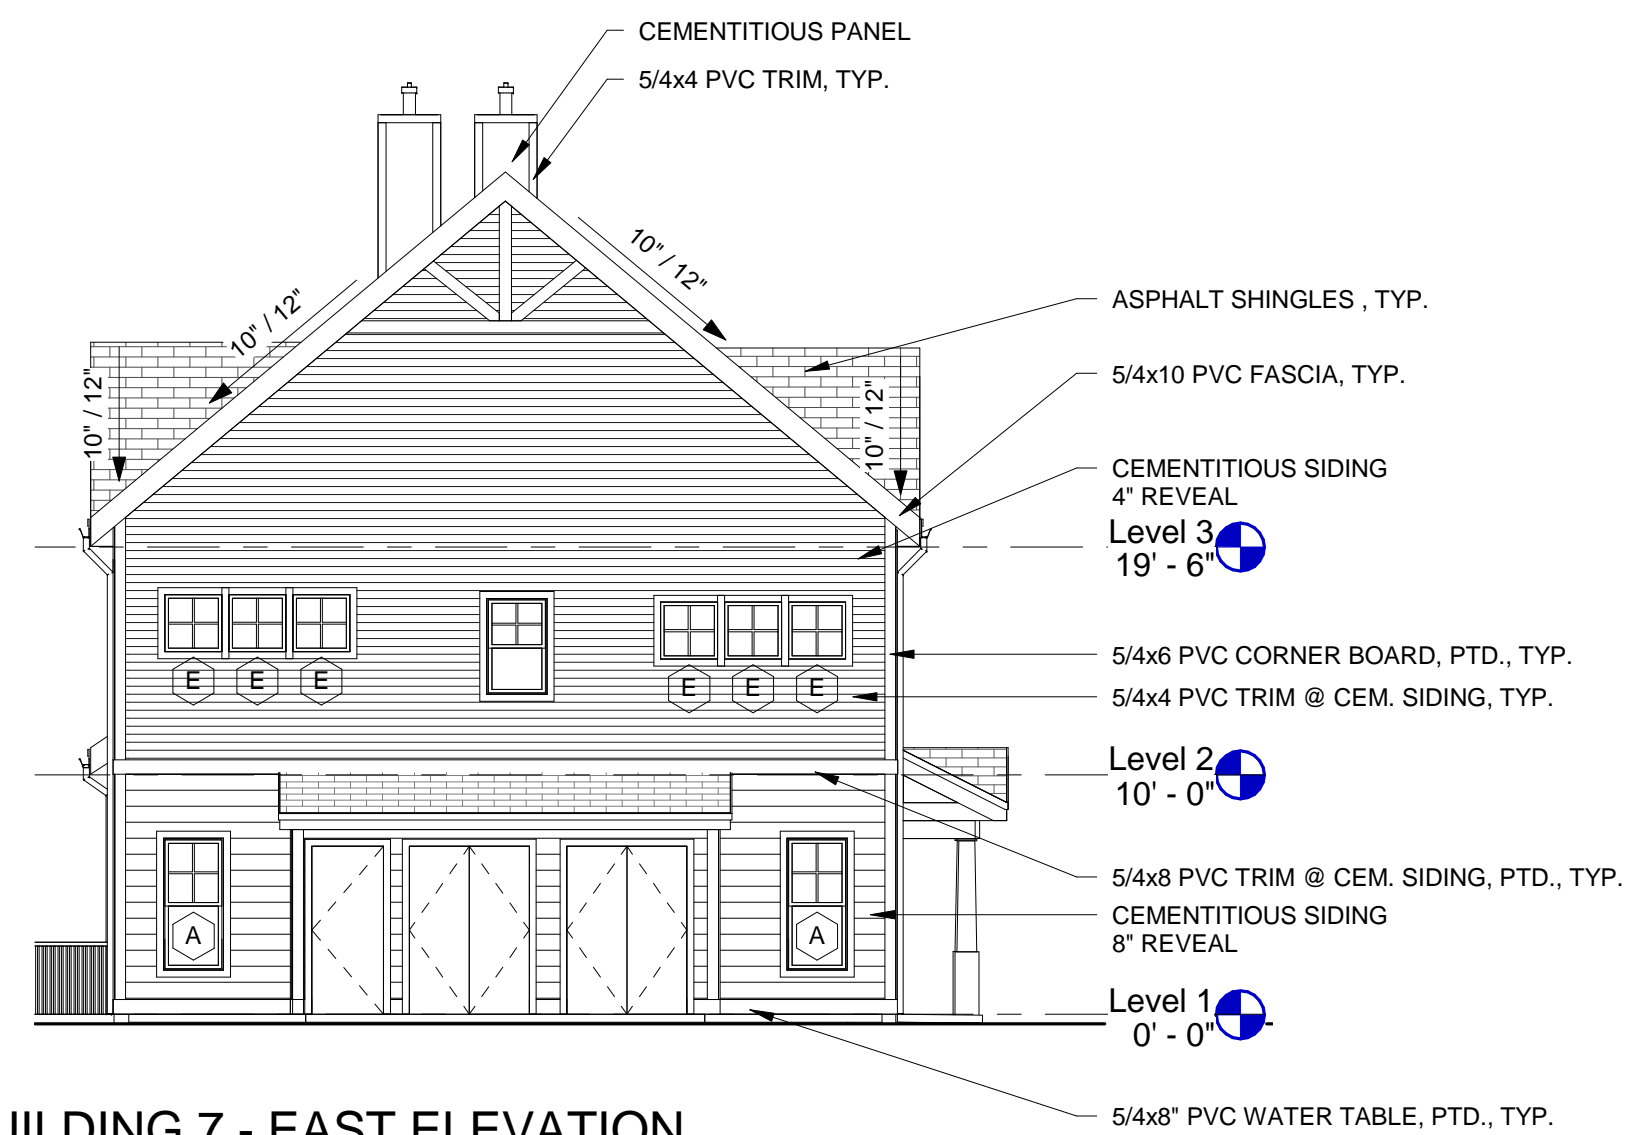 CEMENTITIOUS PANEL
5/4x4 PVC TRIM, TYP.
10" / 12"
10" / 12"
ASPHALT SHINGLES , TYP.
10" / 12"
10" / 12"
5/4x10 PVC FASCIA, TYP.
CEMENTITIOUS SIDING
4" REVEAL
Level 3
19' - 6"
E E E
E E E
5/4x6 PVC CORNER BOARD, PTD., TYP.
5/4x4 PVC TRIM @ CEM. SIDING, TYP.
Level 2
10' - 0"
5/4x8 PVC TRIM @ CEM. SIDING, PTD., TYP.
A
A
CEMENTITIOUS SIDING
8" REVEAL
Level 1
0' - 0"
5/4x8" PVC WATER TABLE, PTD., TYP.
7 - EAST ELEVATION